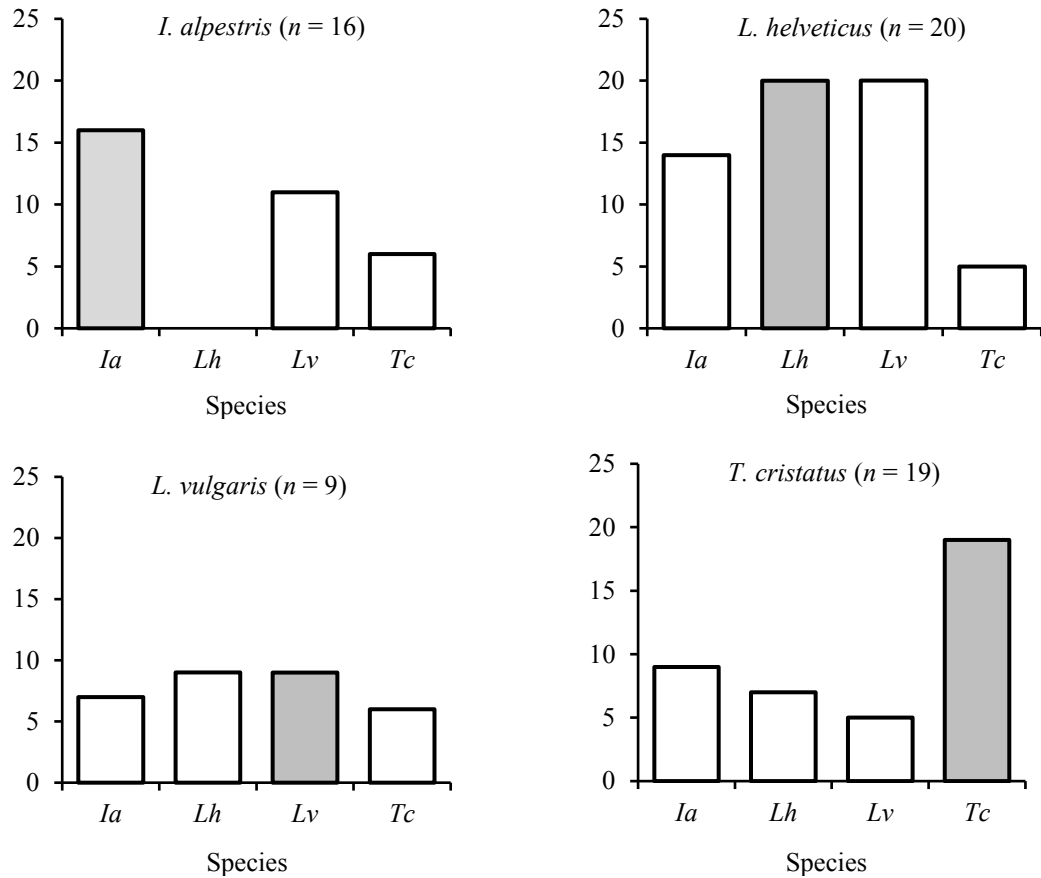 I. alpestris (n = 16)
25
20
15
10
5
0
Ia Lh Lv Tc
Species
L. helveticus (n = 20)
25
20
15
10
5
0
Ia Lh Lv Tc
Species
L. vulgaris (n = 9)
25
20
15
10
5
0
Ia Lh Lv Tc
Species
T. cristatus (n = 19)
25
20
15
10
5
0
Ia Lh Lv Tc
Species